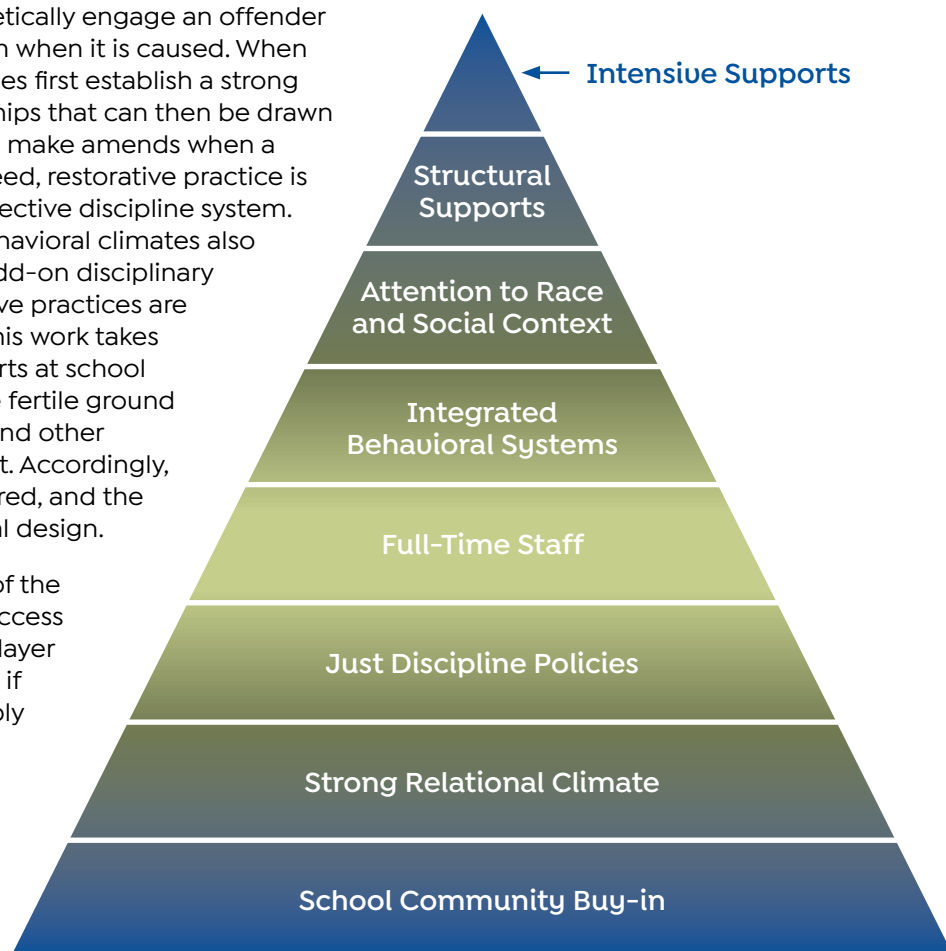 etically engage an offender
n when it is caused. When
es first establish a strong
hips that can then be drawn
make amends when a
eed, restorative practice is
ective discipline system.
havioral climates also
dd-on disciplinary
ve practices are
his work takes
rts at school
e fertile ground
nd other
t. Accordingly,
red, and the
al design.
of the
ccess
layer
if
bly
Intensive Supports
Structural
Supports
Attention to Race
and Social Context
Integrated
Behavioral Systems
Full-Time Staff
Just Discipline Policies
Strong Relational Climate
School Community Buy-in